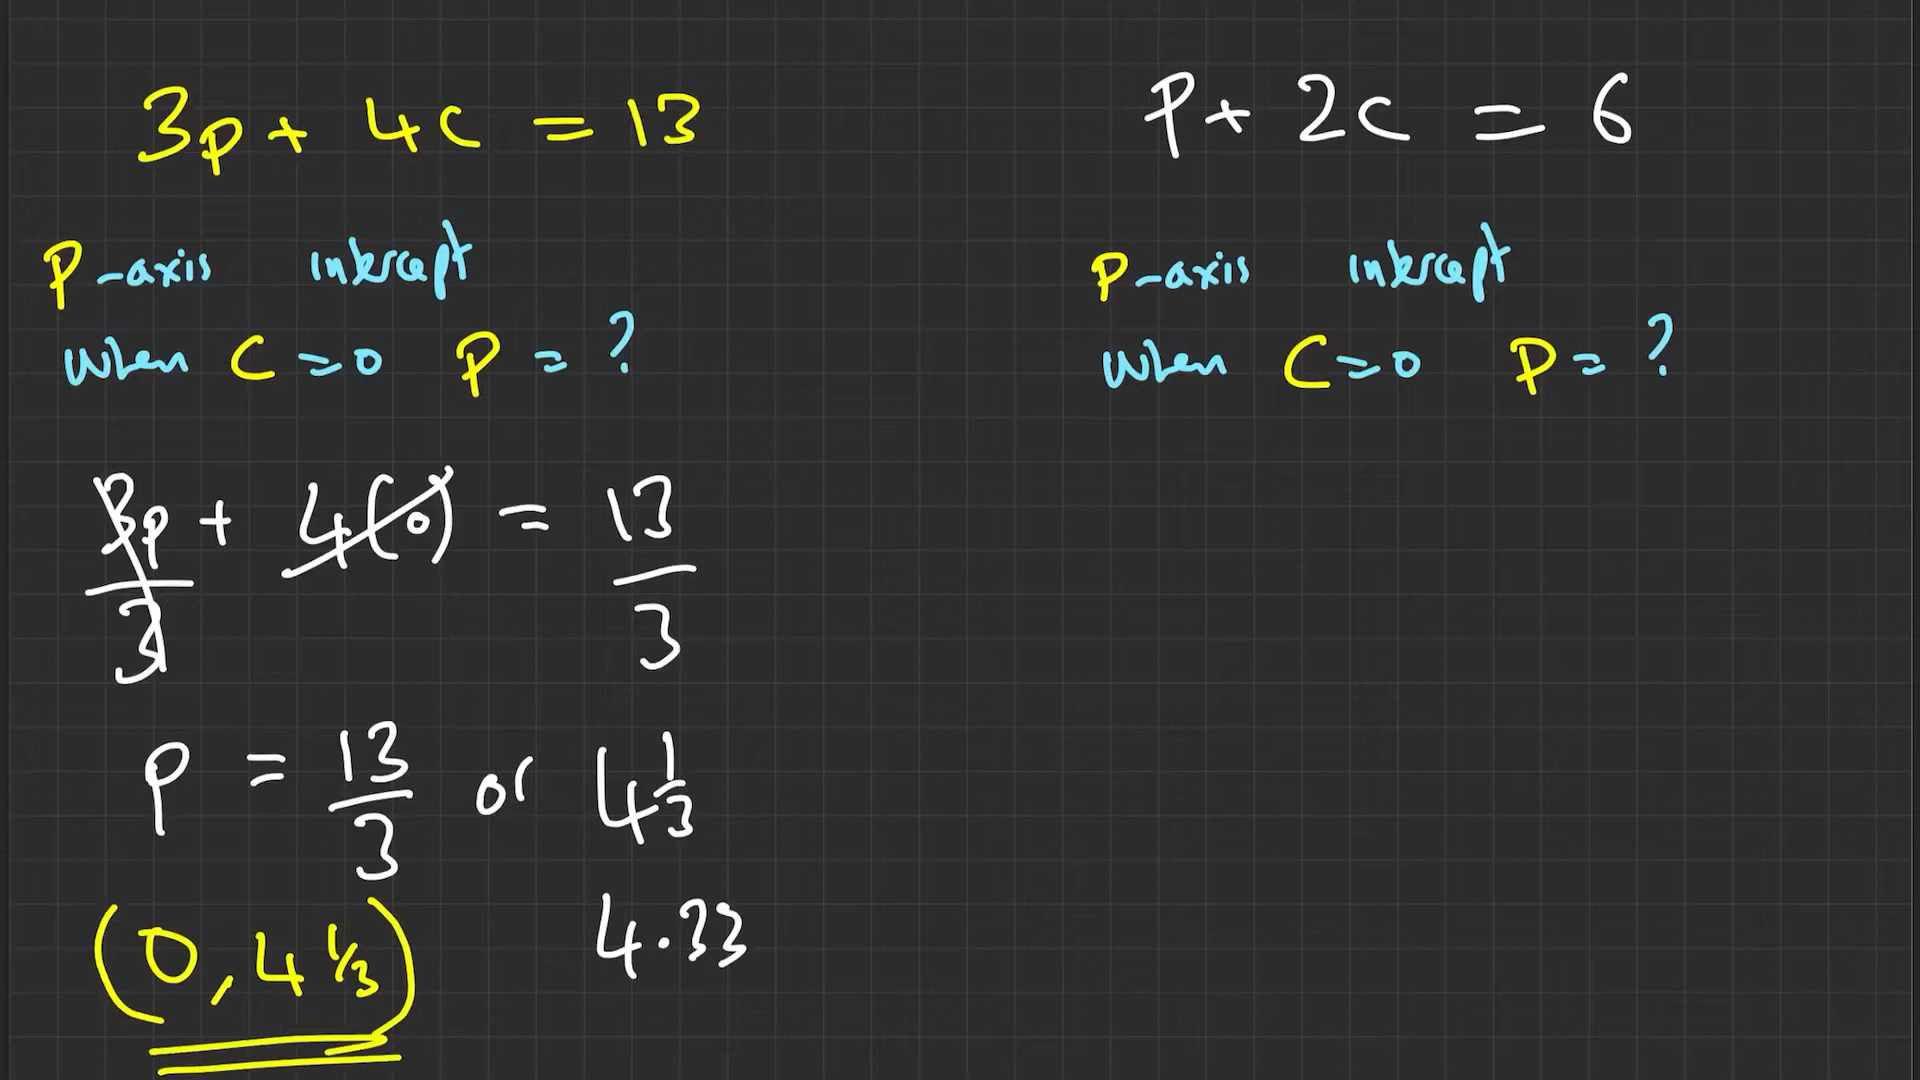 3p + 4c = 13
P-axis intercept
when C=0 P = ?
3p + 4(0) = 13
3 3
P = 13/3 or 4 1/3
4.33
(0, 4 1/3)
P + 2c = 6
P-axis intercept
when C=0 P = ?